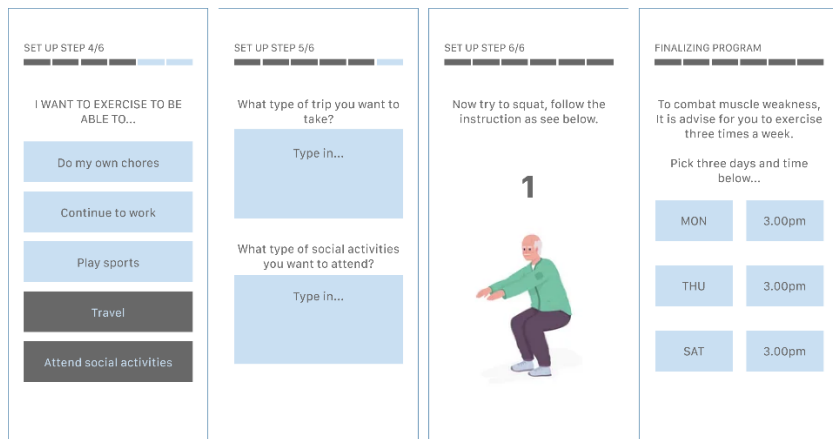 SET UP STEP 4/6
I WANT TO EXERCISE TO BE
ABLE TO...
Do my own chores
Continue to work
Play sports
Travel
Attend social activities
SET UP STEP 5/6
What type of trip you want to
take?
Type in...
What type of social activities
you want to attend?
Type in...
SET UP STEP 6/6
Now try to squat, follow the
instruction as see below.
1
FINALIZING PROGRAM
To combat muscle weakness,
It is advise for you to exercise
three times a week.
Pick three days and time
below...
MON 3.00pm
THU 3.00pm
SAT 3.00pm